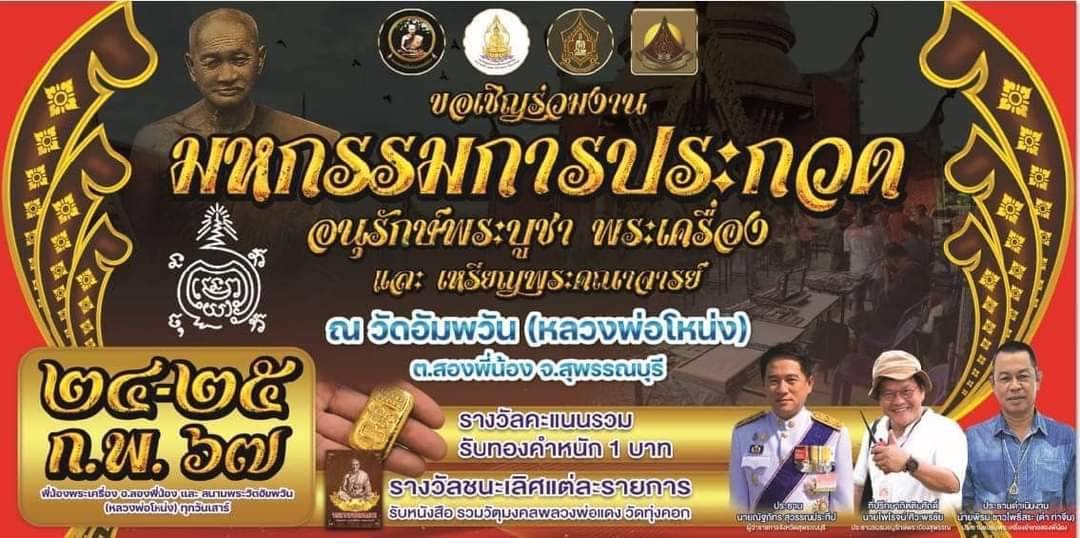 ขอเชิญร่วมงาน
มหกรรมการประกวด
อนุรักษ์พระบูชา พระเครื่อง
และ เหรียญพระคณาจารย์
ณ วัดอัมพวัน (หลวงพ่อโหน่ง)
ต.สองพี่น้อง จ.สุพรรณบุรี
๒๔-๒๕
ก.พ. ๖๗
พี่น้องพระเครื่อง อ.สองพี่น้อง และ สนามพระวัดอัมพวัน
(หลวงพ่อโหน่ง) ทุกวันเสาร์
รางวัลคะแนนรวม
รับทองคำหนัก 1 บาท
รางวัลชนะเลิศแต่ละรายการ
รับหนังสือ รวมวัตถุมงคลหลวงพ่อแดง วัดทุ่งคอก
ประธาน
นายณัฐภัทร สุวรรณประทีป
ผู้ว่าราชการจังหวัดสุพรรณบุรี
ที่ปรึกษากิตติมศักดิ์
ประธานดำเนินงาน